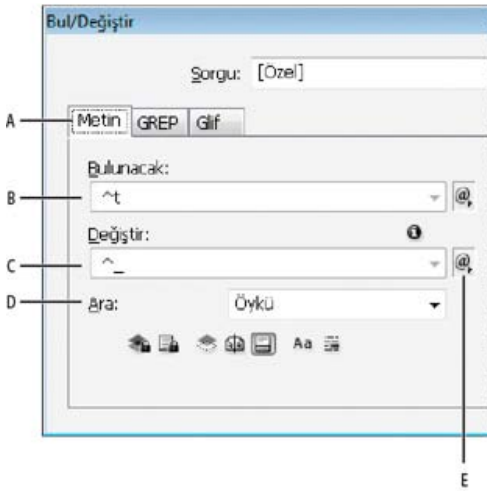 Bul/Değiştir
Sorgu: [Özel]
A Metin GREP Glif
Bulunacak:
B ^t @
Değiştir:
C ^_ @
D Ara: Öykü
Aa
E